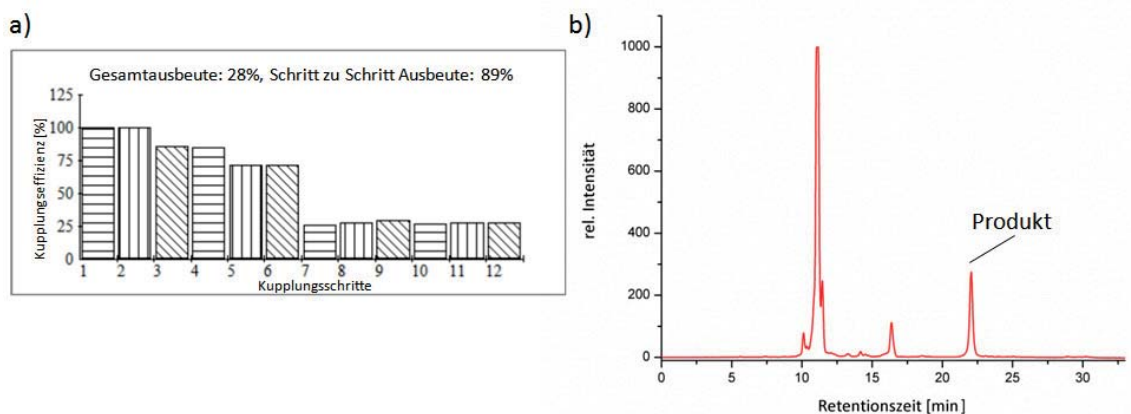 a)
Gesamtausbeute: 28%, Schritt zu Schritt Ausbeute: 89%
Kupplungseffizienz [%]
125
100
75
50
25
0
1 2 3 4 5 6 7 8 9 10 11 12
Kupplungsschritte
b)
rel. Intensität
1000
800
600
400
200
0
Produkt
0 5 10 15 20 25 30
Retentionszeit [min]